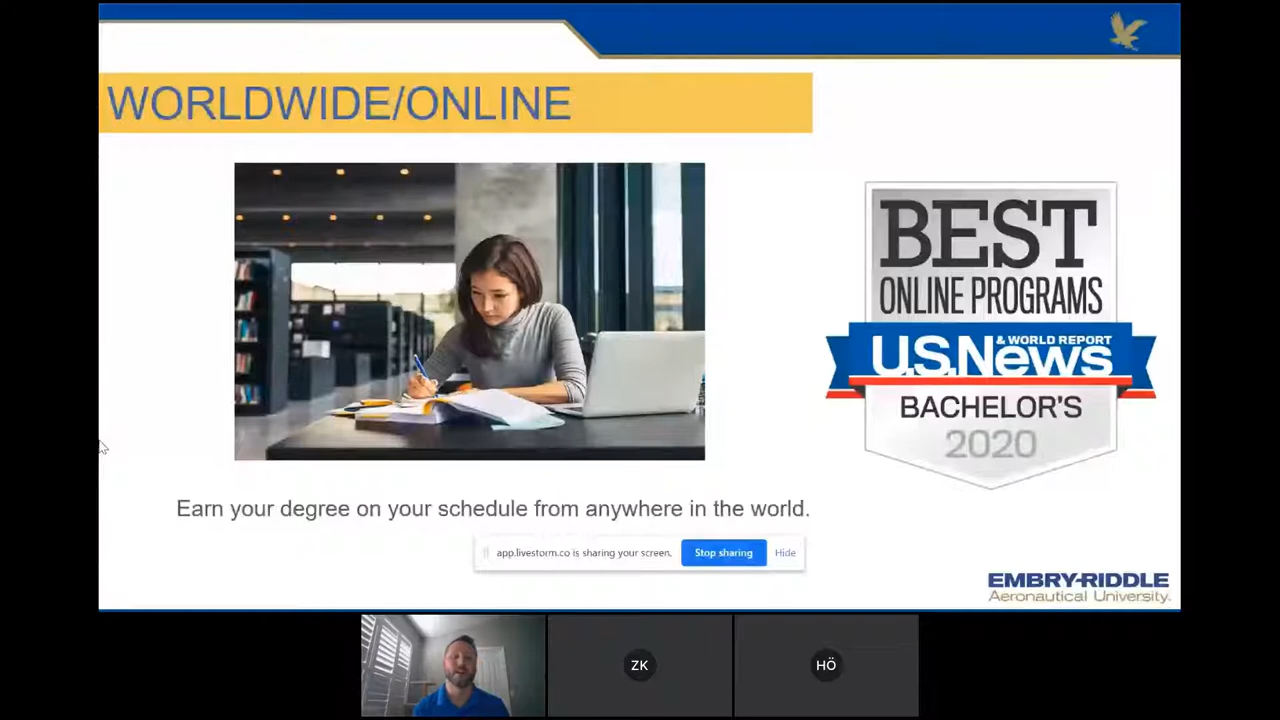 WORLDWIDE/ONLINE
BEST
ONLINE PROGRAMS
& WORLD REPORT
U.S.News
BACHELOR'S
2020
Earn your degree on your schedule from anywhere in the world.
app.livestorm.co is sharing your screen.
Stop sharing
Hide
EMBRY-RIDDLE
Aeronautical University.
ZK
HÖ